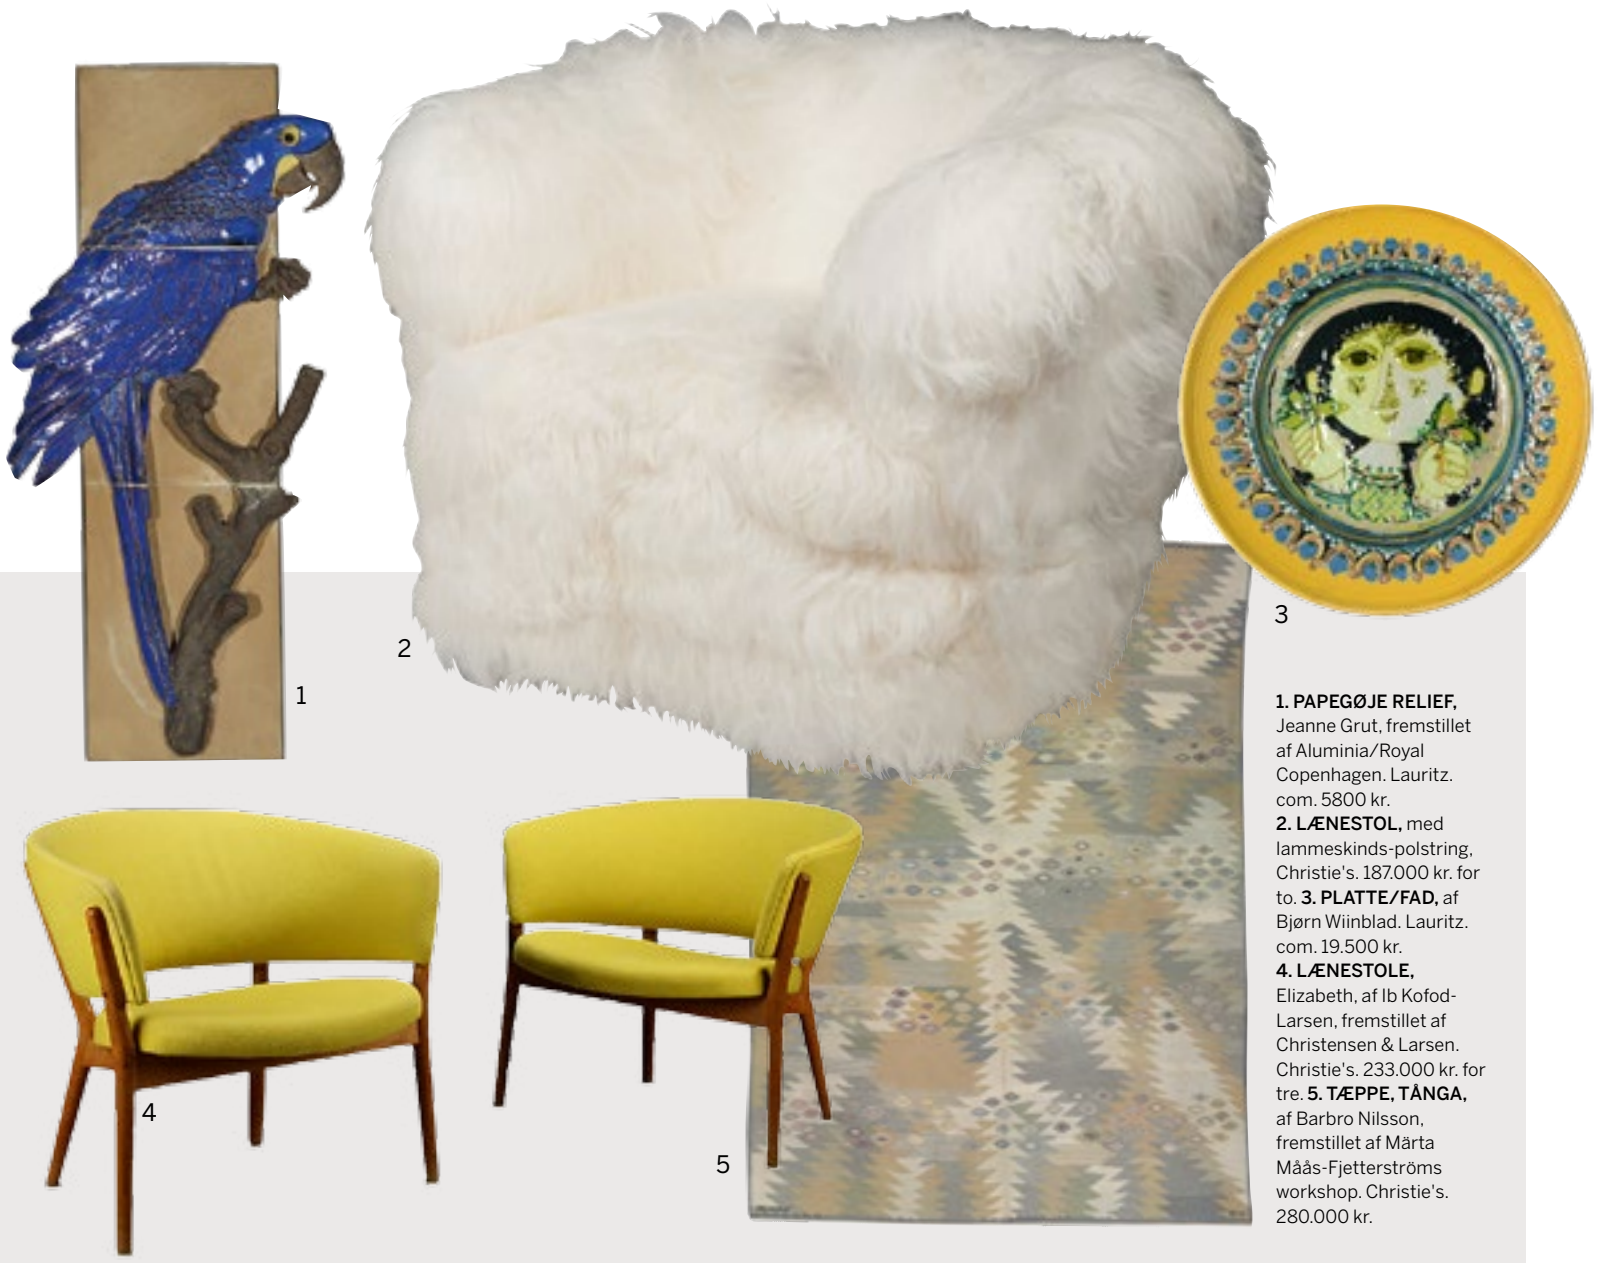 1
2
3
4
5
1. PAPEGØJE RELIEF,
Jeanne Grut, fremstillet
af Aluminia/Royal
Copenhagen. Lauritz.
com. 5800 kr.
2. LÆNESTOL, med
lammeskinds-polstring,
Christie's. 187.000 kr. for
to. 3. PLATTE/FAD, af
Bjørn Wiinblad. Lauritz.
com. 19.500 kr.
4. LÆNESTOLE,
Elizabeth, af Ib Kofod-
Larsen, fremstillet af
Christensen & Larsen.
Christie's. 233.000 kr. for
tre. 5. TÆPPE, TÅNGA,
af Barbro Nilsson,
fremstillet af Märta
Måås-Fjetterströms
workshop. Christie's.
280.000 kr.